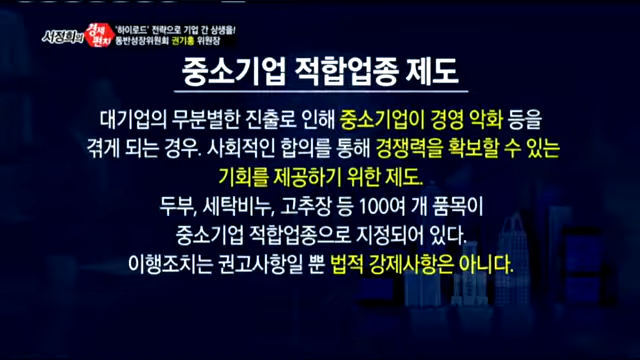 서정희의 경제펀치
'하이로드' 전략으로 기업 간 상생을!
동반성장위원회 권기홍 위원장
중소기업 적합업종 제도
대기업의 무분별한 진출로 인해 중소기업이 경영 악화 등을
겪게 되는 경우. 사회적인 합의를 통해 경쟁력을 확보할 수 있는
기회를 제공하기 위한 제도.
두부, 세탁비누, 고추장 등 100여 개 품목이
중소기업 적합업종으로 지정되어 있다.
이행조치는 권고사항일 뿐 법적 강제사항은 아니다.